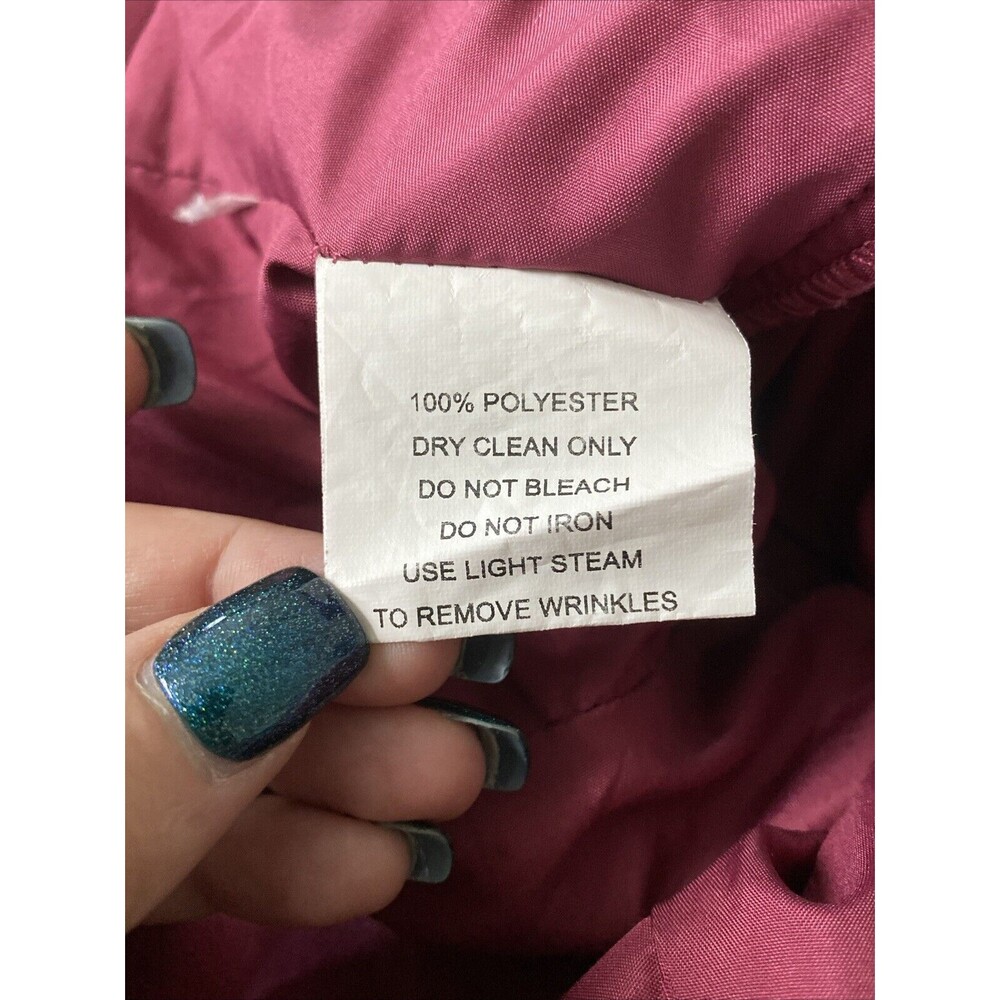 100% POLYESTER
DRY CLEAN ONLY
DO NOT BLEACH
DO NOT IRON
USE LIGHT STEAM
TO REMOVE WRINKLES